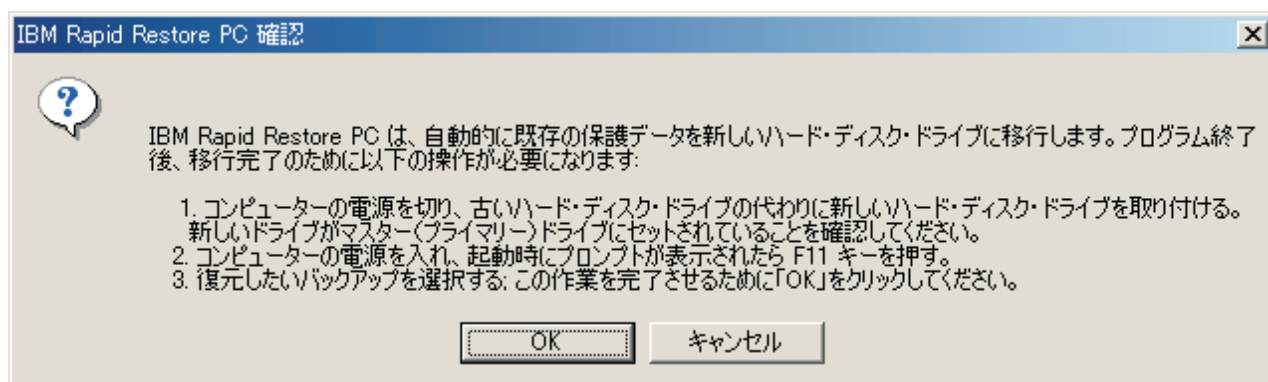 IBM Rapid Restore PC 確認
IBM Rapid Restore PC は、自動的に既存の保護データを新しいハード・ディスク・ドライブに移行します。プログラム終了
後、移行完了のために以下の操作が必要になります:
1. コンピューターの電源を切り、古いハード・ディスク・ドライブの代わりに新しいハード・ディスク・ドライブを取り付ける。
新しいドライブがマスター(プライマリー)ドライブにセットされていることを確認してください。
2. コンピューターの電源を入れ、起動時にプロンプトが表示されたら F11 キーを押す。
3. 復元したいバックアップを選択する; この作業を完了させるために「OK」をクリックしてください。
OK キャンセル